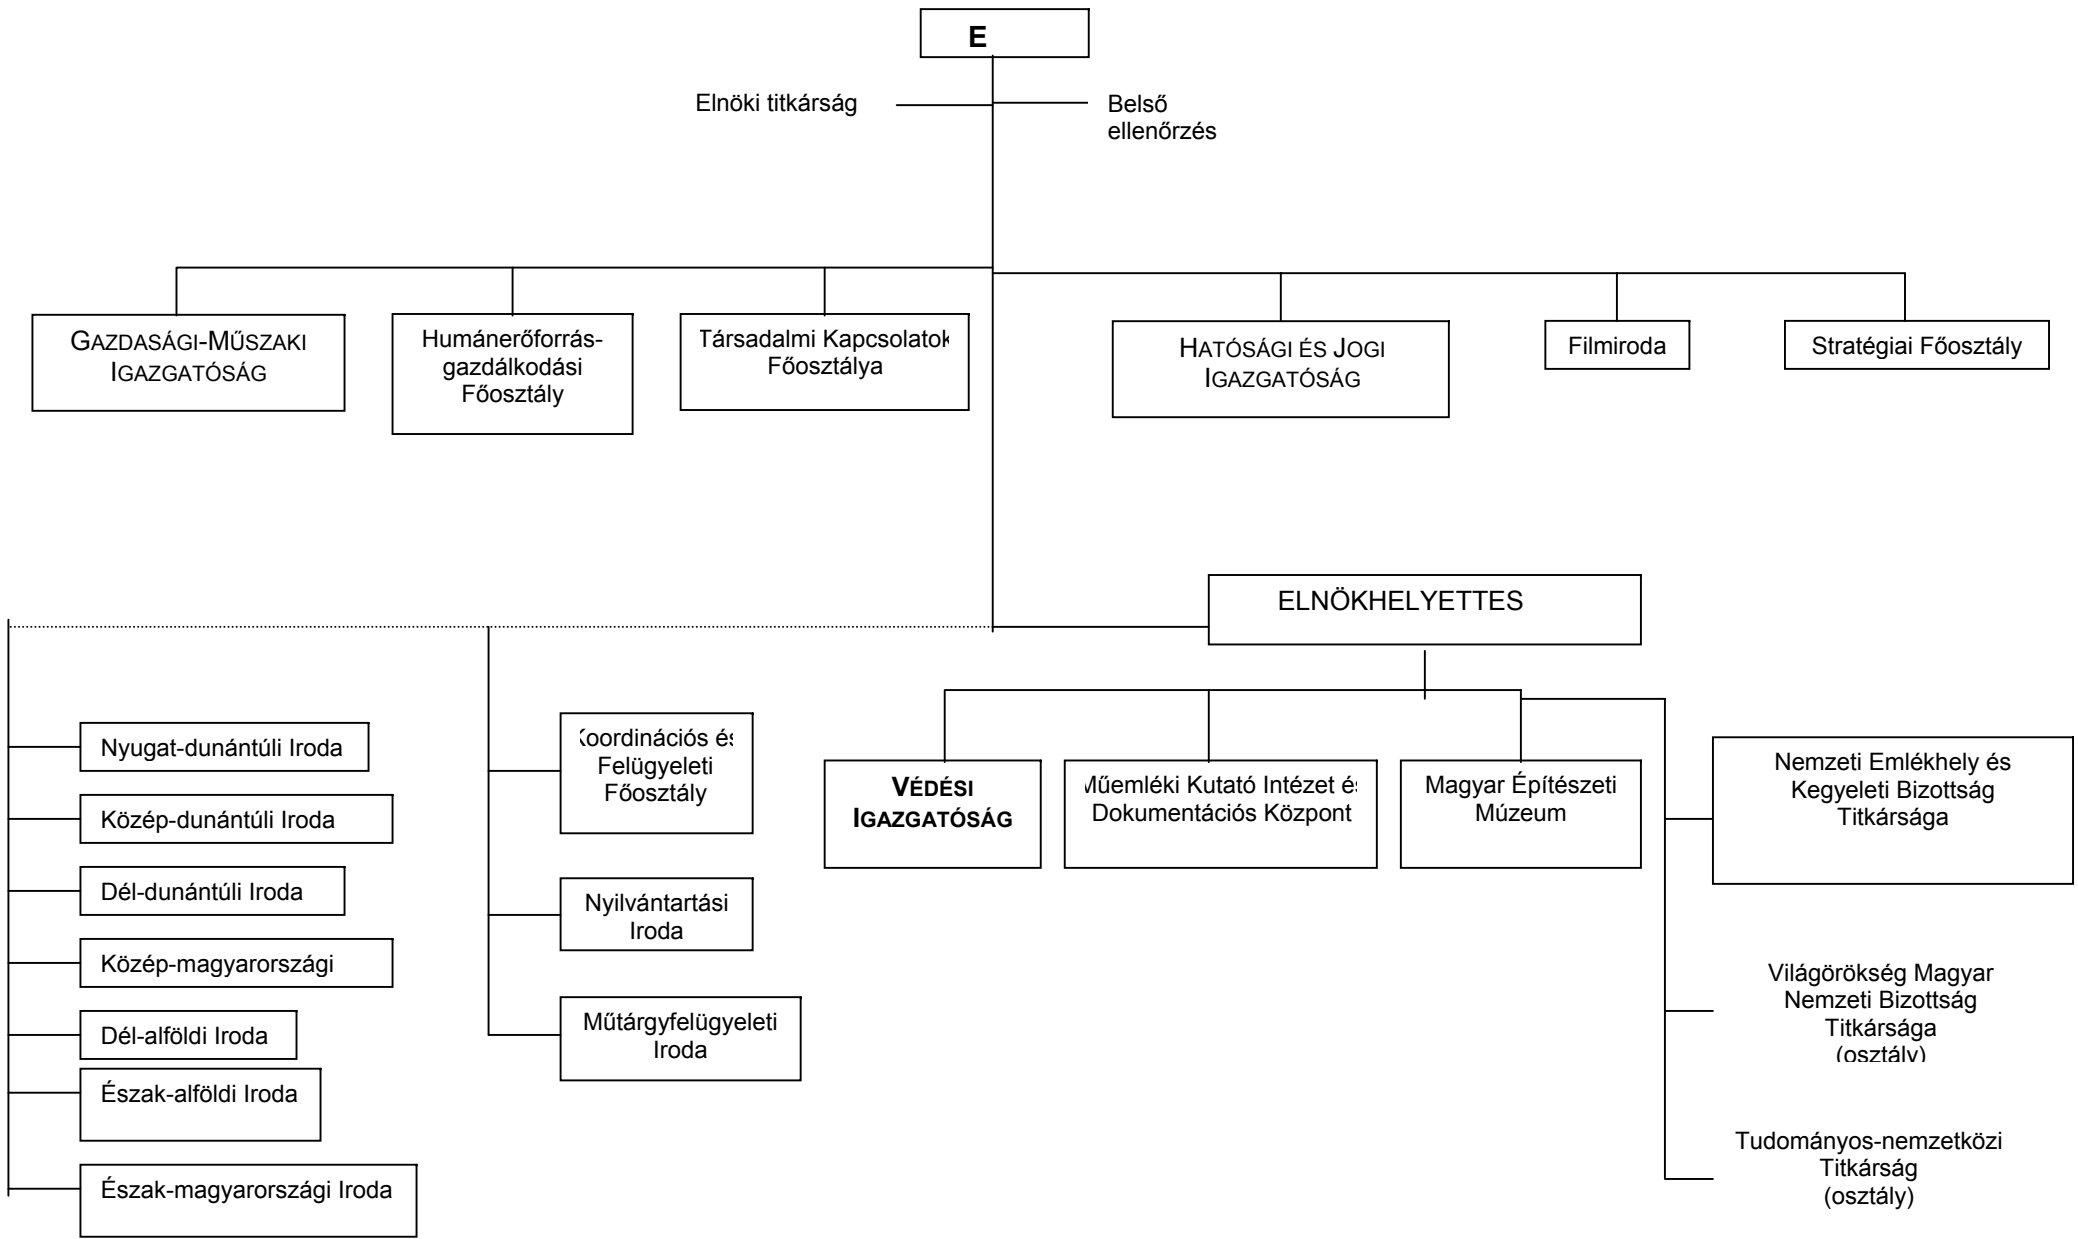 E
Elnöki titkárság
Belső
ellenőrzés
GAZDASÁGI-MŰSZAKI
IGAZGATÓSÁG
Humánerőforrás-
gazdálkodási
Főosztály
Társadalmi Kapcsolatok
Főosztálya
HATÓSÁGI ÉS JOGI
IGAZGATÓSÁG
Filmiroda
Stratégiai Főosztály
ELNÖKHELYETTES
Nyugat-dunántúli Iroda
Közép-dunántúli Iroda
Dél-dunántúli Iroda
Közép-magyarországi
Dél-alföldi Iroda
Észak-alföldi Iroda
Észak-magyarországi Iroda
Koordinációs és
Felügyeleti
Főosztály
Nyilvántartási
Iroda
Műtárgyfelügyeleti
Iroda
VÉDÉSI
IGAZGATÓSÁG
Műemléki Kutató Intézet és
Dokumentációs Központ
Magyar Építészeti
Múzeum
Nemzeti Emlékhely és
Kegyeleti Bizottság
Titkársága
Világörökség Magyar
Nemzeti Bizottság
Titkársága
(osztály)
Tudományos-nemzetközi
Titkárság
(osztály)